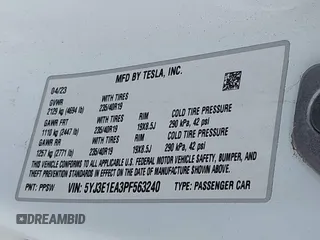 MFD BY TESLA, INC.
04/23
GVWR
2129 kg (4694 lb)
GAWR FRT WITH TIRES RIM COLD TIRE PRESSURE
1110 kg (2447 lb) 235/40R19 19X8.5J 290 kPa, 42 psi
GAWR RR WITH TIRES RIM COLD TIRE PRESSURE
1257 kg (2771 lb) 235/40R19 19X8.5J 290 kPa, 42 psi
THIS VEHICLE CONFORMS TO ALL APPLICABLE FEDERAL MOTOR VEHICLE SAFETY, BUMPER, AND
THEFT PREVENTION STANDARDS IN EFFECT ON THE DATE OF MANUFACTURE SHOWN ABOVE.
PNT: PPSW VIN: 5YJ3E1EA3PF563240 TYPE: PASSENGER CAR
DREAMBID